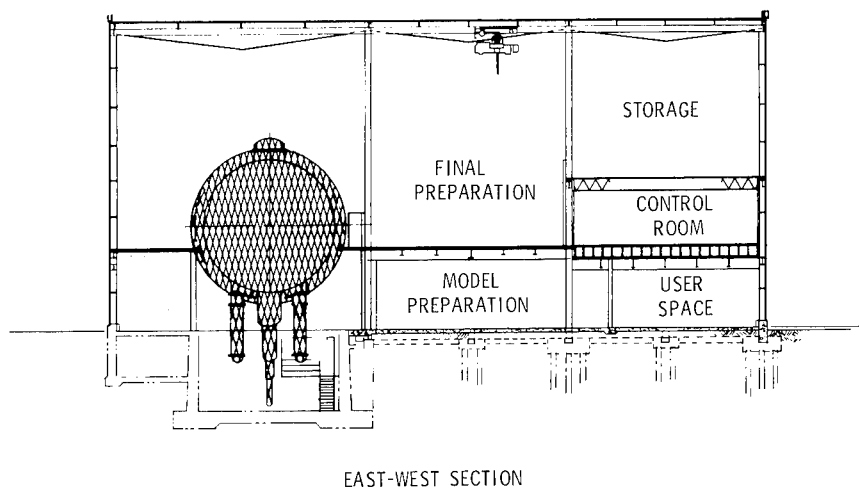 STORAGE
FINAL
PREPARATION
CONTROL
ROOM
MODEL
PREPARATION
USER
SPACE
EAST-WEST SECTION